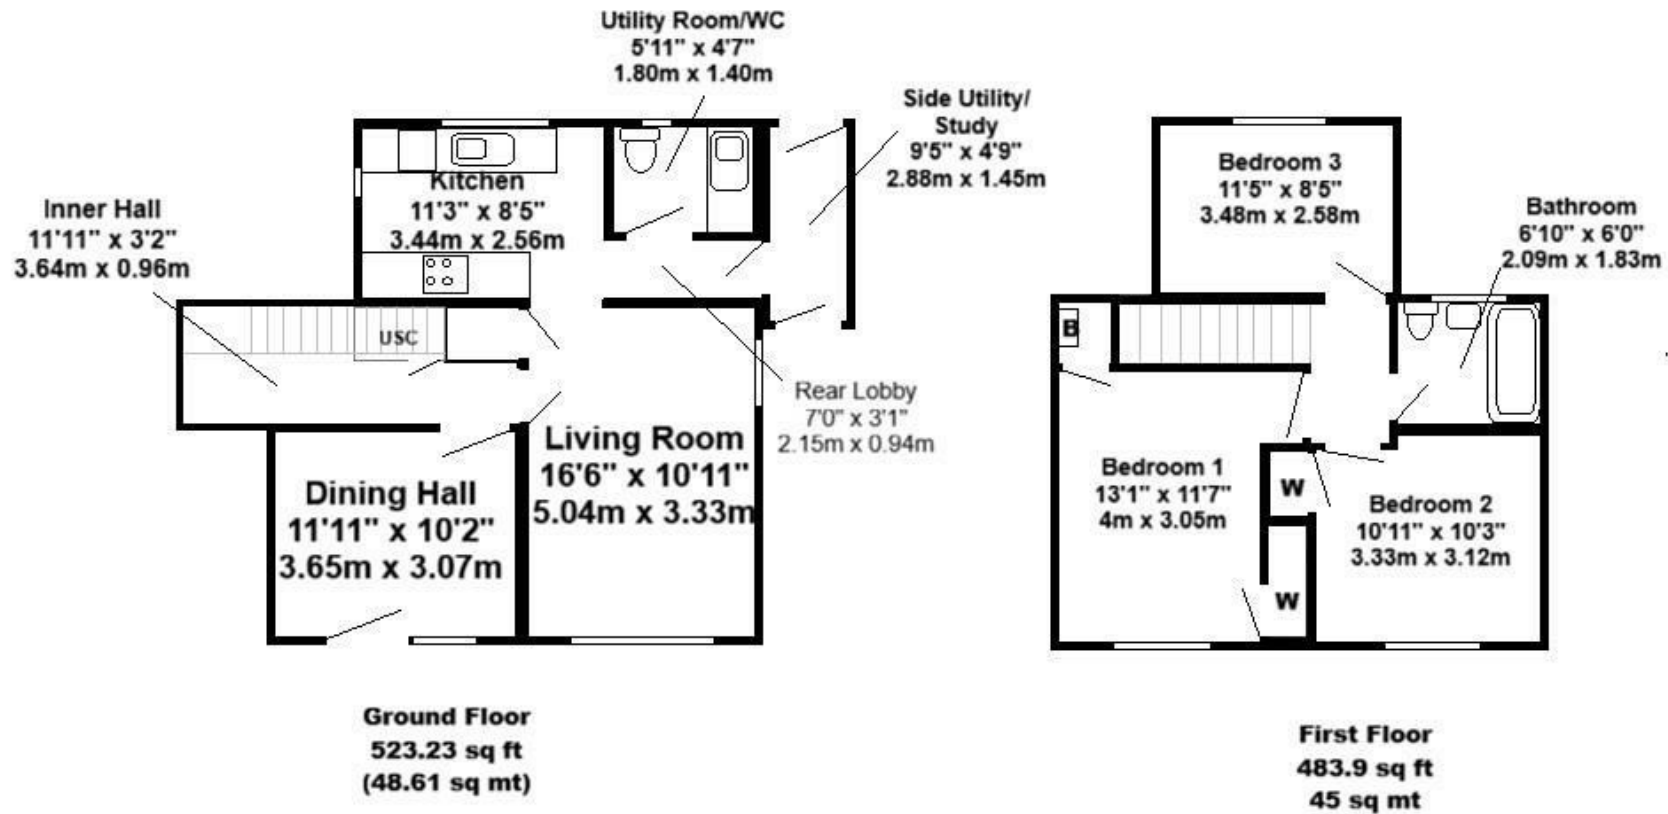 Utility Room/WC
5'11" x 4'7"
1.80m x 1.40m
Side Utility/
Study
9'5" x 4'9"
2.88m x 1.45m
Kitchen
11'3" x 8'5"
3.44m x 2.56m
Inner Hall
11'11" x 3'2"
3.64m x 0.96m
USC
Rear Lobby
7'0" x 3'1"
2.15m x 0.94m
Living Room
16'6" x 10'11"
5.04m x 3.33m
Dining Hall
11'11" x 10'2"
3.65m x 3.07m
Ground Floor
523.23 sq ft
(48.61 sq mt)
Bedroom 3
11'5" x 8'5"
3.48m x 2.58m
Bathroom
6'10" x 6'0"
2.09m x 1.83m
B
Bedroom 1
13'1" x 11'7"
4m x 3.05m
W
Bedroom 2
10'11" x 10'3"
3.33m x 3.12m
W
First Floor
483.9 sq ft
45 sq mt